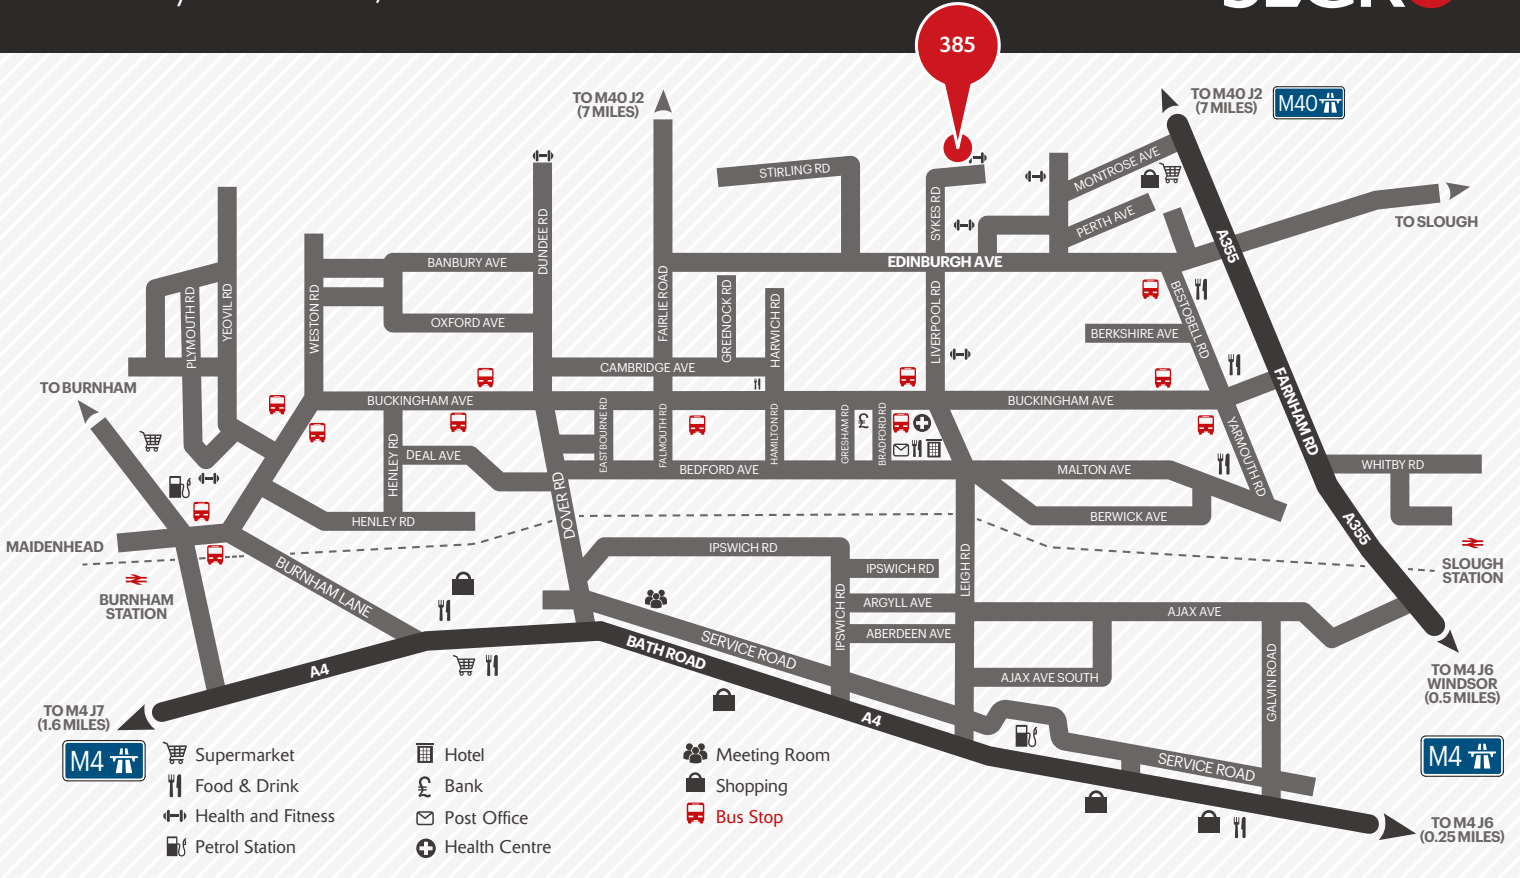 385
TO M40 J2
(7 MILES)
TO M40 J2
(7 MILES)
M40
STIRLING RD
MONTROSE AVE
PERTH AVE
SYKES RD
DUNDEE RD
A355
TO SLOUGH
BANBURY AVE
EDINBURGH AVE
PLYMOUTH RD
YEOVIL RD
WESTON RD
FAIRLIE ROAD
GREENOCK RD
HARWICH RD
LIVERPOOL RD
BESTOBELL RD
OXFORD AVE
BERKSHIRE AVE
CAMBRIDGE AVE
TO BURNHAM
BUCKINGHAM AVE
BUCKINGHAM AVE
FARNHAM RD
EASTBOURNE RD
FALMOUTH RD
HAMILTON RD
GRESHAM RD
BRADFORD RD
YARMOUTH RD
HENLEY RD
DEAL AVE
BEDFORD AVE
MALTON AVE
WHITBY RD
DOVER RD
HENLEY RD
BERWICK AVE
A355
MAIDENHEAD
IPSWICH RD
IPSWICH RD
LEIGH RD
SLOUGH
STATION
BURNHAM
STATION
BURNHAM LANE
IPSWICH RD
ARGYLL AVE
AJAX AVE
ABERDEEN AVE
SERVICE ROAD
BATH ROAD
A4
AJAX AVE SOUTH
GALVIN ROAD
TO M4 J6
WINDSOR
(0.5 MILES)
TO M4 J7
(1.6 MILES)
A4
M4
M4
SERVICE ROAD
Supermarket
Food & Drink
Health and Fitness
Petrol Station
Hotel
Bank
Post Office
Health Centre
Meeting Room
Shopping
Bus Stop
TO M4 J6
(0.25 MILES)